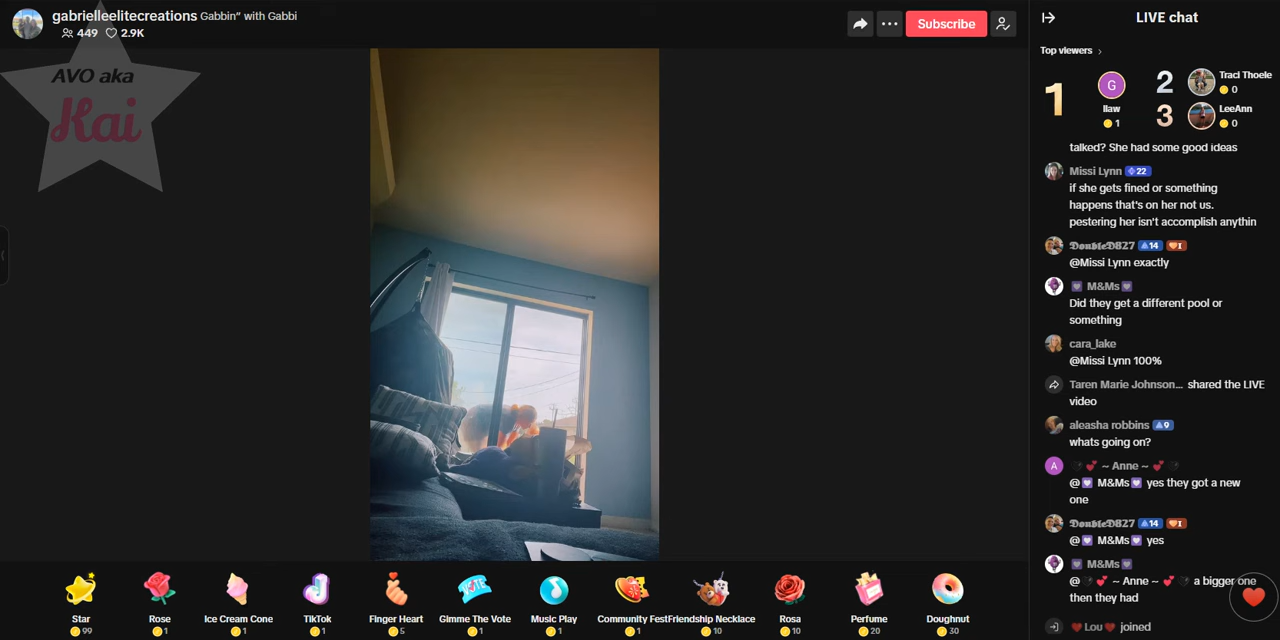 gabrielleelitecreations Gabbin" with Gabbi
449 2.9K
Subscribe
AVO aka
Kai
LIVE chat
Top viewers
1
G
llaw
1
2
Traci Thoele
0
3
LeeAnn
0
talked? She had some good ideas
Missi Lynn 22
if she gets fined or something
happens that's on her not us.
pestering her isn't accomplish anythin
𝕯𝖔𝖚𝖇𝖑𝖊𝕯827 14 I
@Missi Lynn exactly
M&Ms
Did they get a different pool or
something
cara_lake
@Missi Lynn 100%
Taren Marie Johnson... shared the LIVE
video
aleasha robbins 9
whats going on?
A
~ Anne ~
@ M&Ms yes they got a new
one
𝕯𝖔𝖚𝖇𝖑𝖊𝕯827 14 I
@ M&Ms yes
M&Ms
@ ~ Anne ~ a bigger one
then they had
Lou joined
VOTE
Star
99
Rose
1
Ice Cream Cone
1
TikTok
1
Finger Heart
5
Gimme The Vote
1
Music Play
1
Community Fest
1
Friendship Necklace
10
Rosa
10
Perfume
20
Doughnut
30